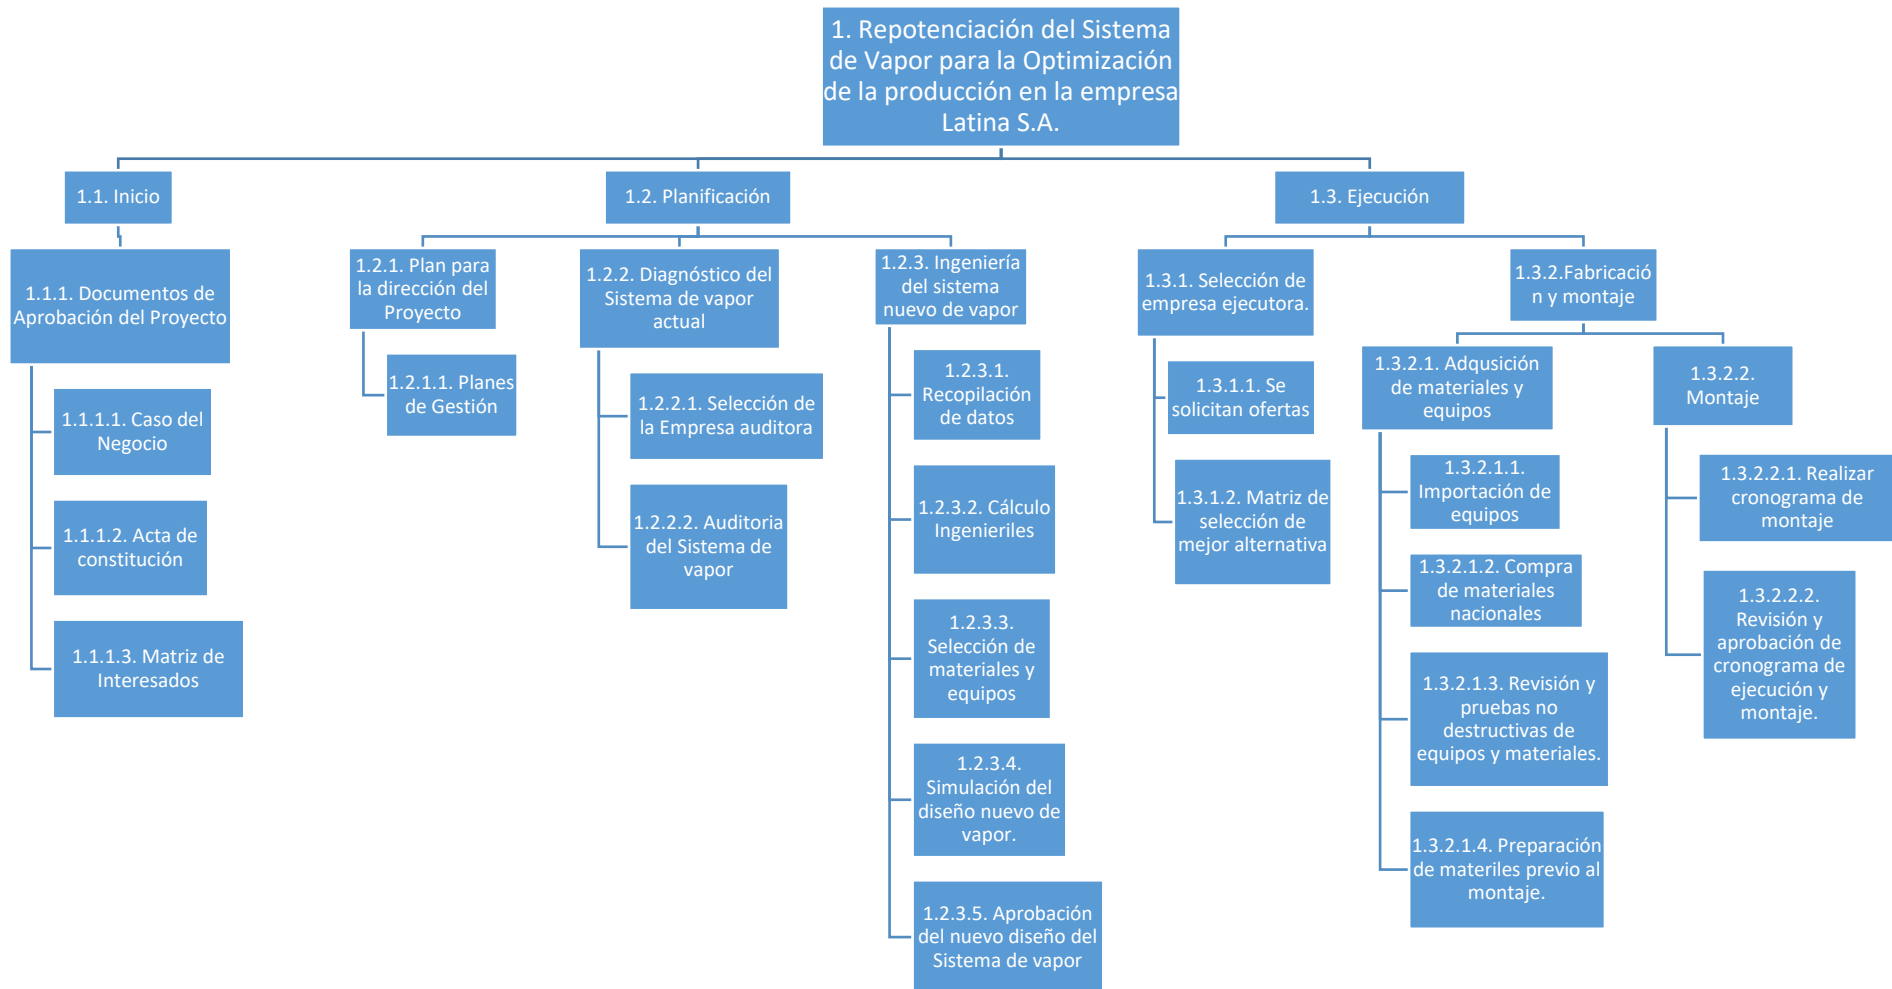 1. Repotenciación del Sistema
de Vapor para la Optimización
de la producción en la empresa
Latina S.A.
1.1. Inicio
1.2. Planificación
1.3. Ejecución
1.1.1. Documentos de
Aprobación del Proyecto
1.1.1.1. Caso del
Negocio
1.1.1.2. Acta de
constitución
1.1.1.3. Matriz de
Interesados
1.2.1. Plan para
la dirección del
Proyecto
1.2.1.1. Planes
de Gestión
1.2.2. Diagnóstico del
Sistema de vapor
actual
1.2.2.1. Selección de
la Empresa auditora
1.2.2.2. Auditoria
del Sistema de
vapor
1.2.3. Ingeniería
del sistema
nuevo de vapor
1.2.3.1.
Recopilación
de datos
1.2.3.2. Cálculo
Ingenieriles
1.2.3.3.
Selección de
materiales y
equipos
1.2.3.4.
Simulación del
diseño nuevo de
vapor.
1.2.3.5. Aprobación
del nuevo diseño del
Sistema de vapor
1.3.1. Selección de
empresa ejecutora.
1.3.1.1. Se
solicitan ofertas
1.3.1.2. Matriz de
selección de
mejor alternativa
1.3.2.Fabricació
n y montaje
1.3.2.1. Adqusición
de materiales y
equipos
1.3.2.1.1.
Importación de
equipos
1.3.2.1.2. Compra
de materiales
nacionales
1.3.2.1.3. Revisión y
pruebas no
destructivas de
equipos y materiales.
1.3.2.1.4. Preparación
de materiles previo al
montaje.
1.3.2.2.
Montaje
1.3.2.2.1. Realizar
cronograma de
montaje
1.3.2.2.2.
Revisión y
aprobación de
cronograma de
ejecución y
montaje.